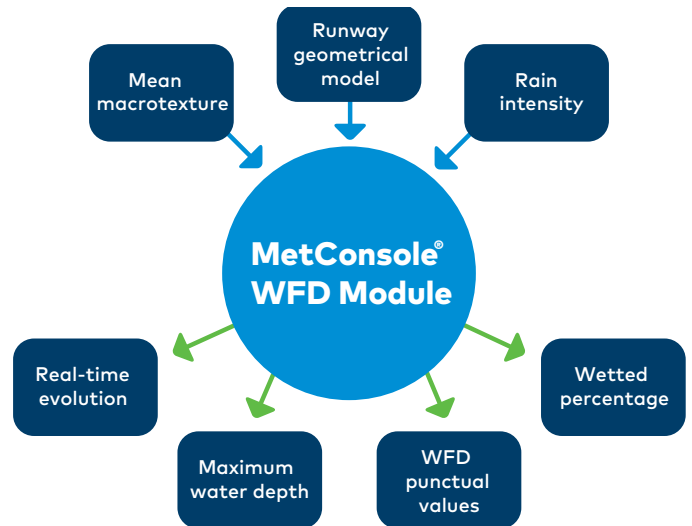 Runway
geometrical
model
Mean
macrotexture
Rain
intensity
MetConsole®
WFD Module
Real-time
evolution
Wetted
percentage
Maximum
water depth
WFD
punctual
values